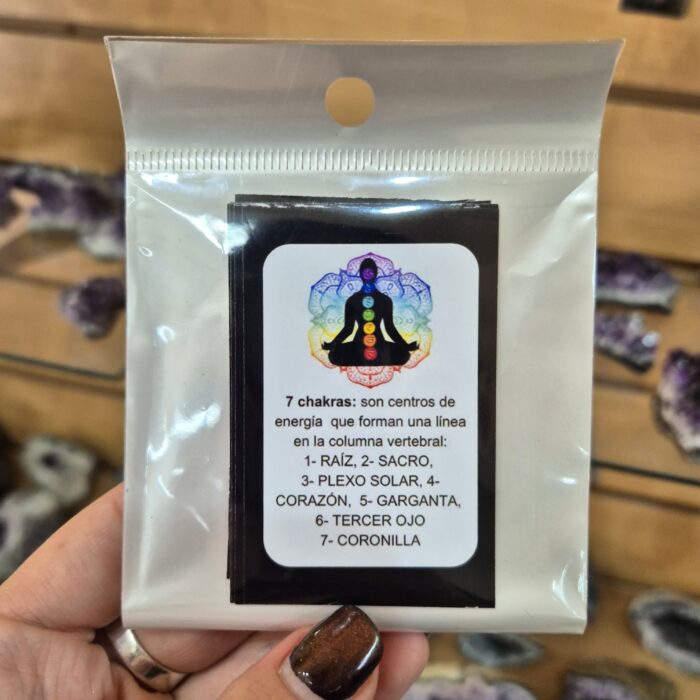 7 chakras: son centros de
energía que forman una línea
en la columna vertebral:
1- RAÍZ, 2- SACRO,
3- PLEXO SOLAR, 4-
CORAZÓN, 5- GARGANTA,
6- TERCER OJO
7- CORONILLA